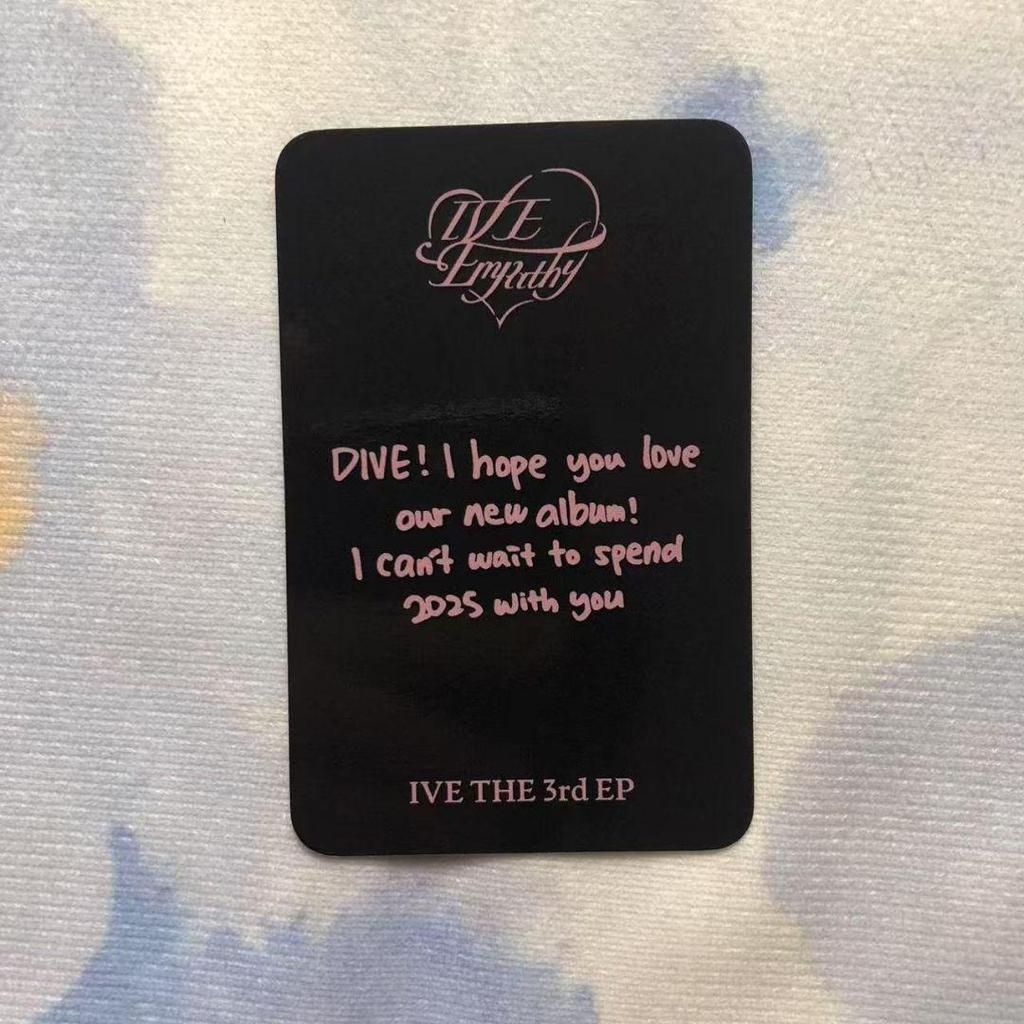 IVE
Empathy
DIVE! I hope you love
our new album!
I can't wait to spend
2025 with you
IVE THE 3rd EP